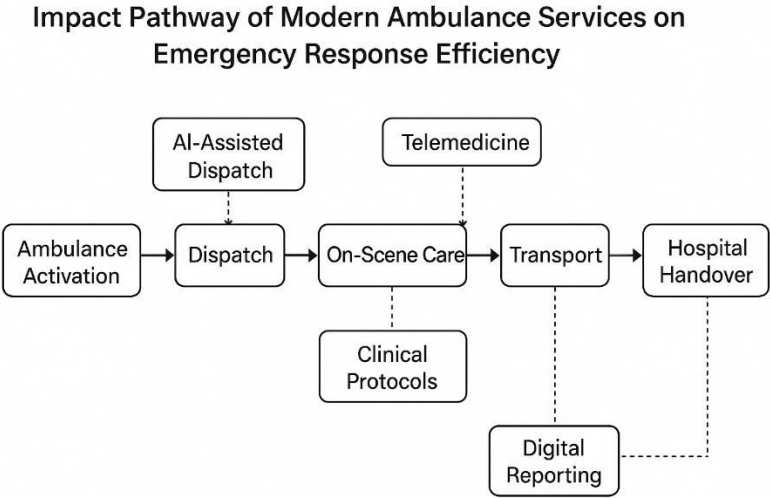 Impact Pathway of Modern Ambulance Services on
Emergency Response Efficiency
AI-Assisted
Dispatch
Telemedicine
Ambulance
Activation
Dispatch
On-Scene Care
Transport
Hospital
Handover
Clinical
Protocols
Digital
Reporting